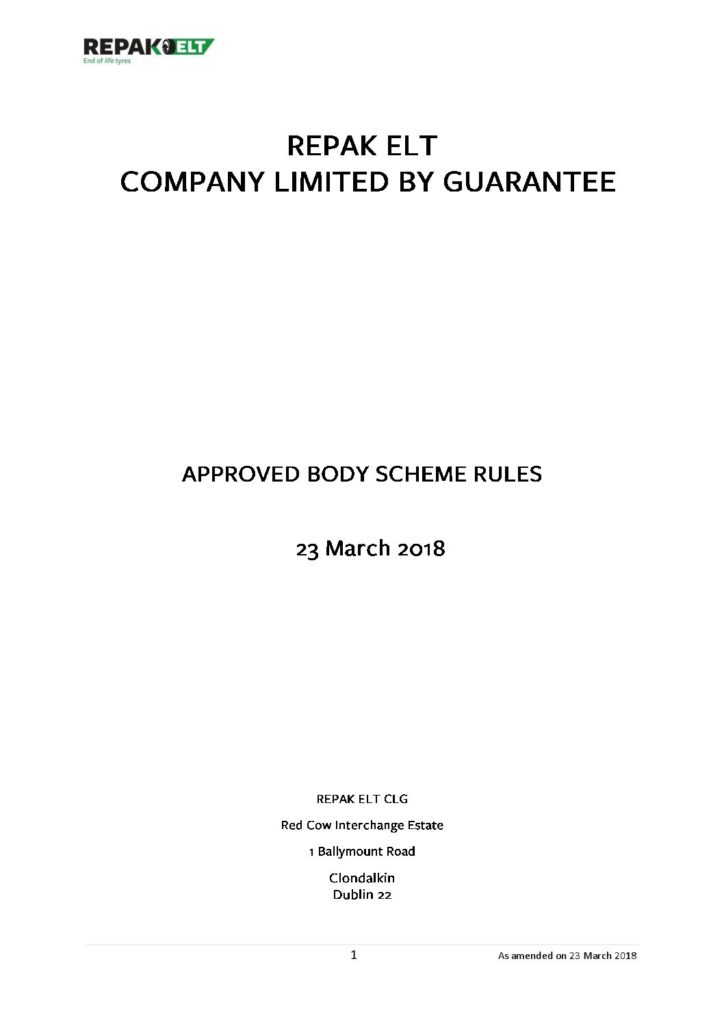 REPAK ELT
End of life tyres
REPAK ELT
COMPANY LIMITED BY GUARANTEE
APPROVED BODY SCHEME RULES
23 March 2018
REPAK ELT CLG
Red Cow Interchange Estate
1 Ballymount Road
Clondalkin
Dublin 22
1 As amended on 23 March 2018